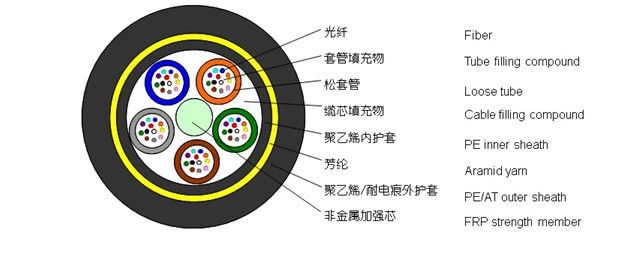 光纤 Fiber
套管填充物 Tube filling compound
松套管 Loose tube
缆芯填充物 Cable filling compound
聚乙烯内护套 PE inner sheath
芳纶 Aramid yarn
聚乙烯/耐电痕外护套 PE/AT outer sheath
非金属加强芯 FRP strength member